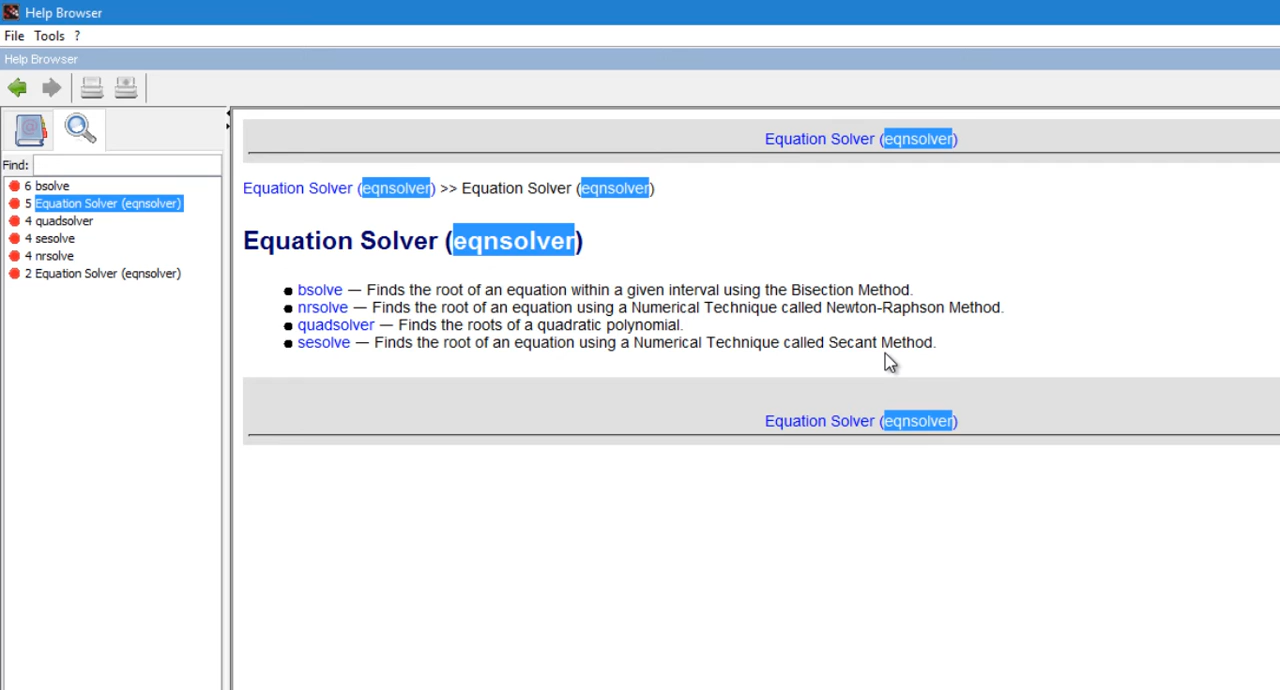 Help Browser
File Tools ?
Help Browser
Find:
6 bsolve
5 Equation Solver (eqnsolver)
4 quadsolver
4 sesolve
4 nrsolve
2 Equation Solver (eqnsolver)
Equation Solver (eqnsolver)
Equation Solver (eqnsolver) >> Equation Solver (eqnsolver)
Equation Solver (eqnsolver)
bsolve — Finds the root of an equation within a given interval using the Bisection Method.
nrsolve — Finds the root of an equation using a Numerical Technique called Newton-Raphson Method.
quadsolver — Finds the roots of a quadratic polynomial.
sesolve — Finds the root of an equation using a Numerical Technique called Secant Method.
Equation Solver (eqnsolver)